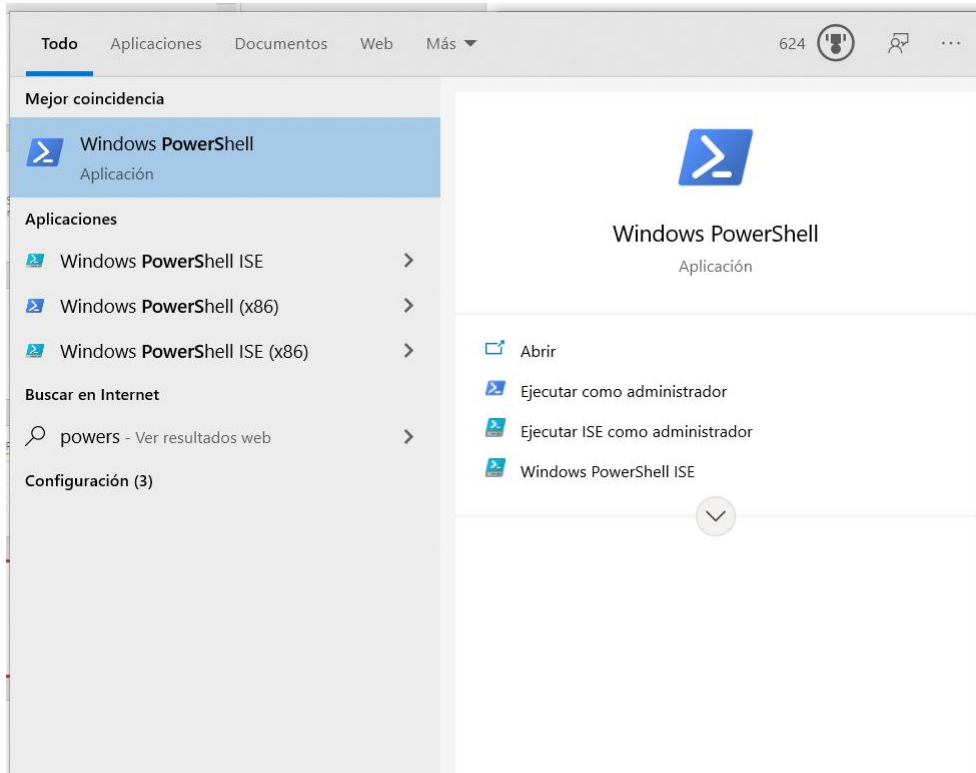 Todo Aplicaciones Documentos Web Más 624
Mejor coincidencia
Windows PowerShell
Aplicación
Aplicaciones
Windows PowerShell ISE
Windows PowerShell (x86)
Windows PowerShell ISE (x86)
Buscar en Internet
powers - Ver resultados web
Configuración (3)
Windows PowerShell
Aplicación
Abrir
Ejecutar como administrador
Ejecutar ISE como administrador
Windows PowerShell ISE